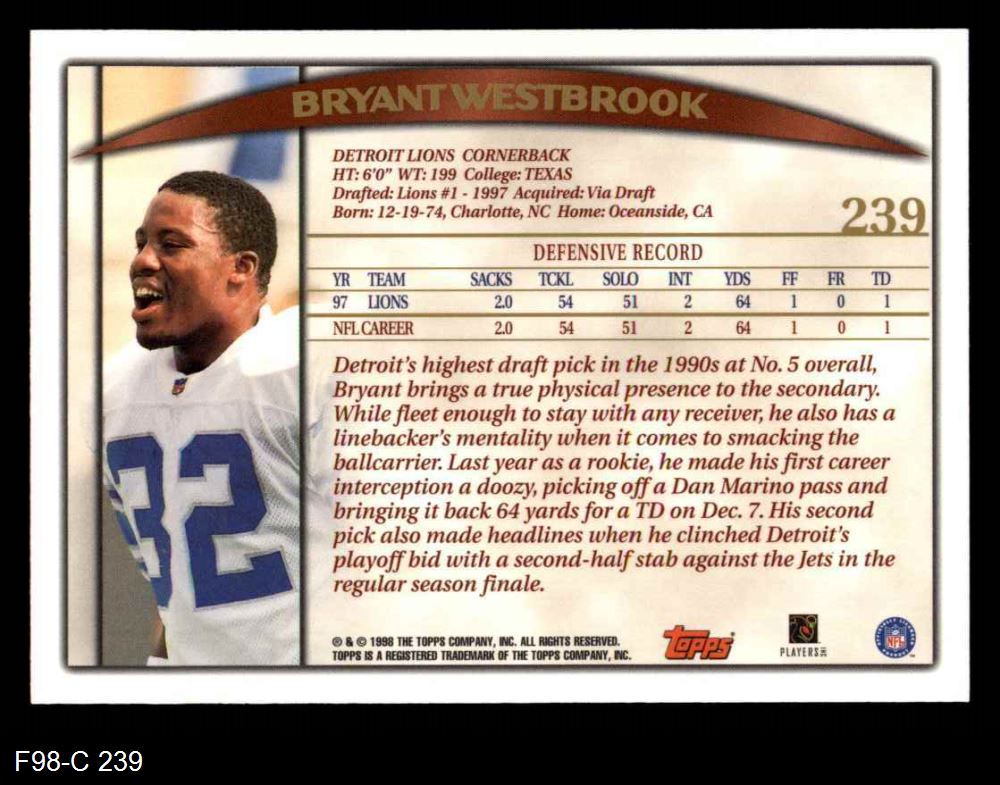 BRYANT WESTBROOK
DETROIT LIONS CORNERBACK
HT: 6'0" WT: 199 College: TEXAS
Drafted: Lions #1 - 1997 Acquired: Via Draft
Born: 12-19-74, Charlotte, NC Home: Oceanside, CA
239
DEFENSIVE RECORD
YR TEAM SACKS TCKL SOLO INT YDS FF FR TD
97 LIONS 2.0 54 51 2 64 1 0 1
NFL CAREER 2.0 54 51 2 64 1 0 1
Detroit's highest draft pick in the 1990s at No. 5 overall,
Bryant brings a true physical presence to the secondary.
While fleet enough to stay with any receiver, he also has a
linebacker's mentality when it comes to smacking the
ballcarrier. Last year as a rookie, he made his first career
interception a doozy, picking off a Dan Marino pass and
bringing it back 64 yards for a TD on Dec. 7. His second
pick also made headlines when he clinched Detroit's
playoff bid with a second-half stab against the Jets in the
regular season finale.
® & © 1998 THE TOPPS COMPANY, INC. ALL RIGHTS RESERVED.
TOPPS IS A REGISTERED TRADEMARK OF THE TOPPS COMPANY, INC.
topps
PLAYERS
NFL
32
F98-C 239